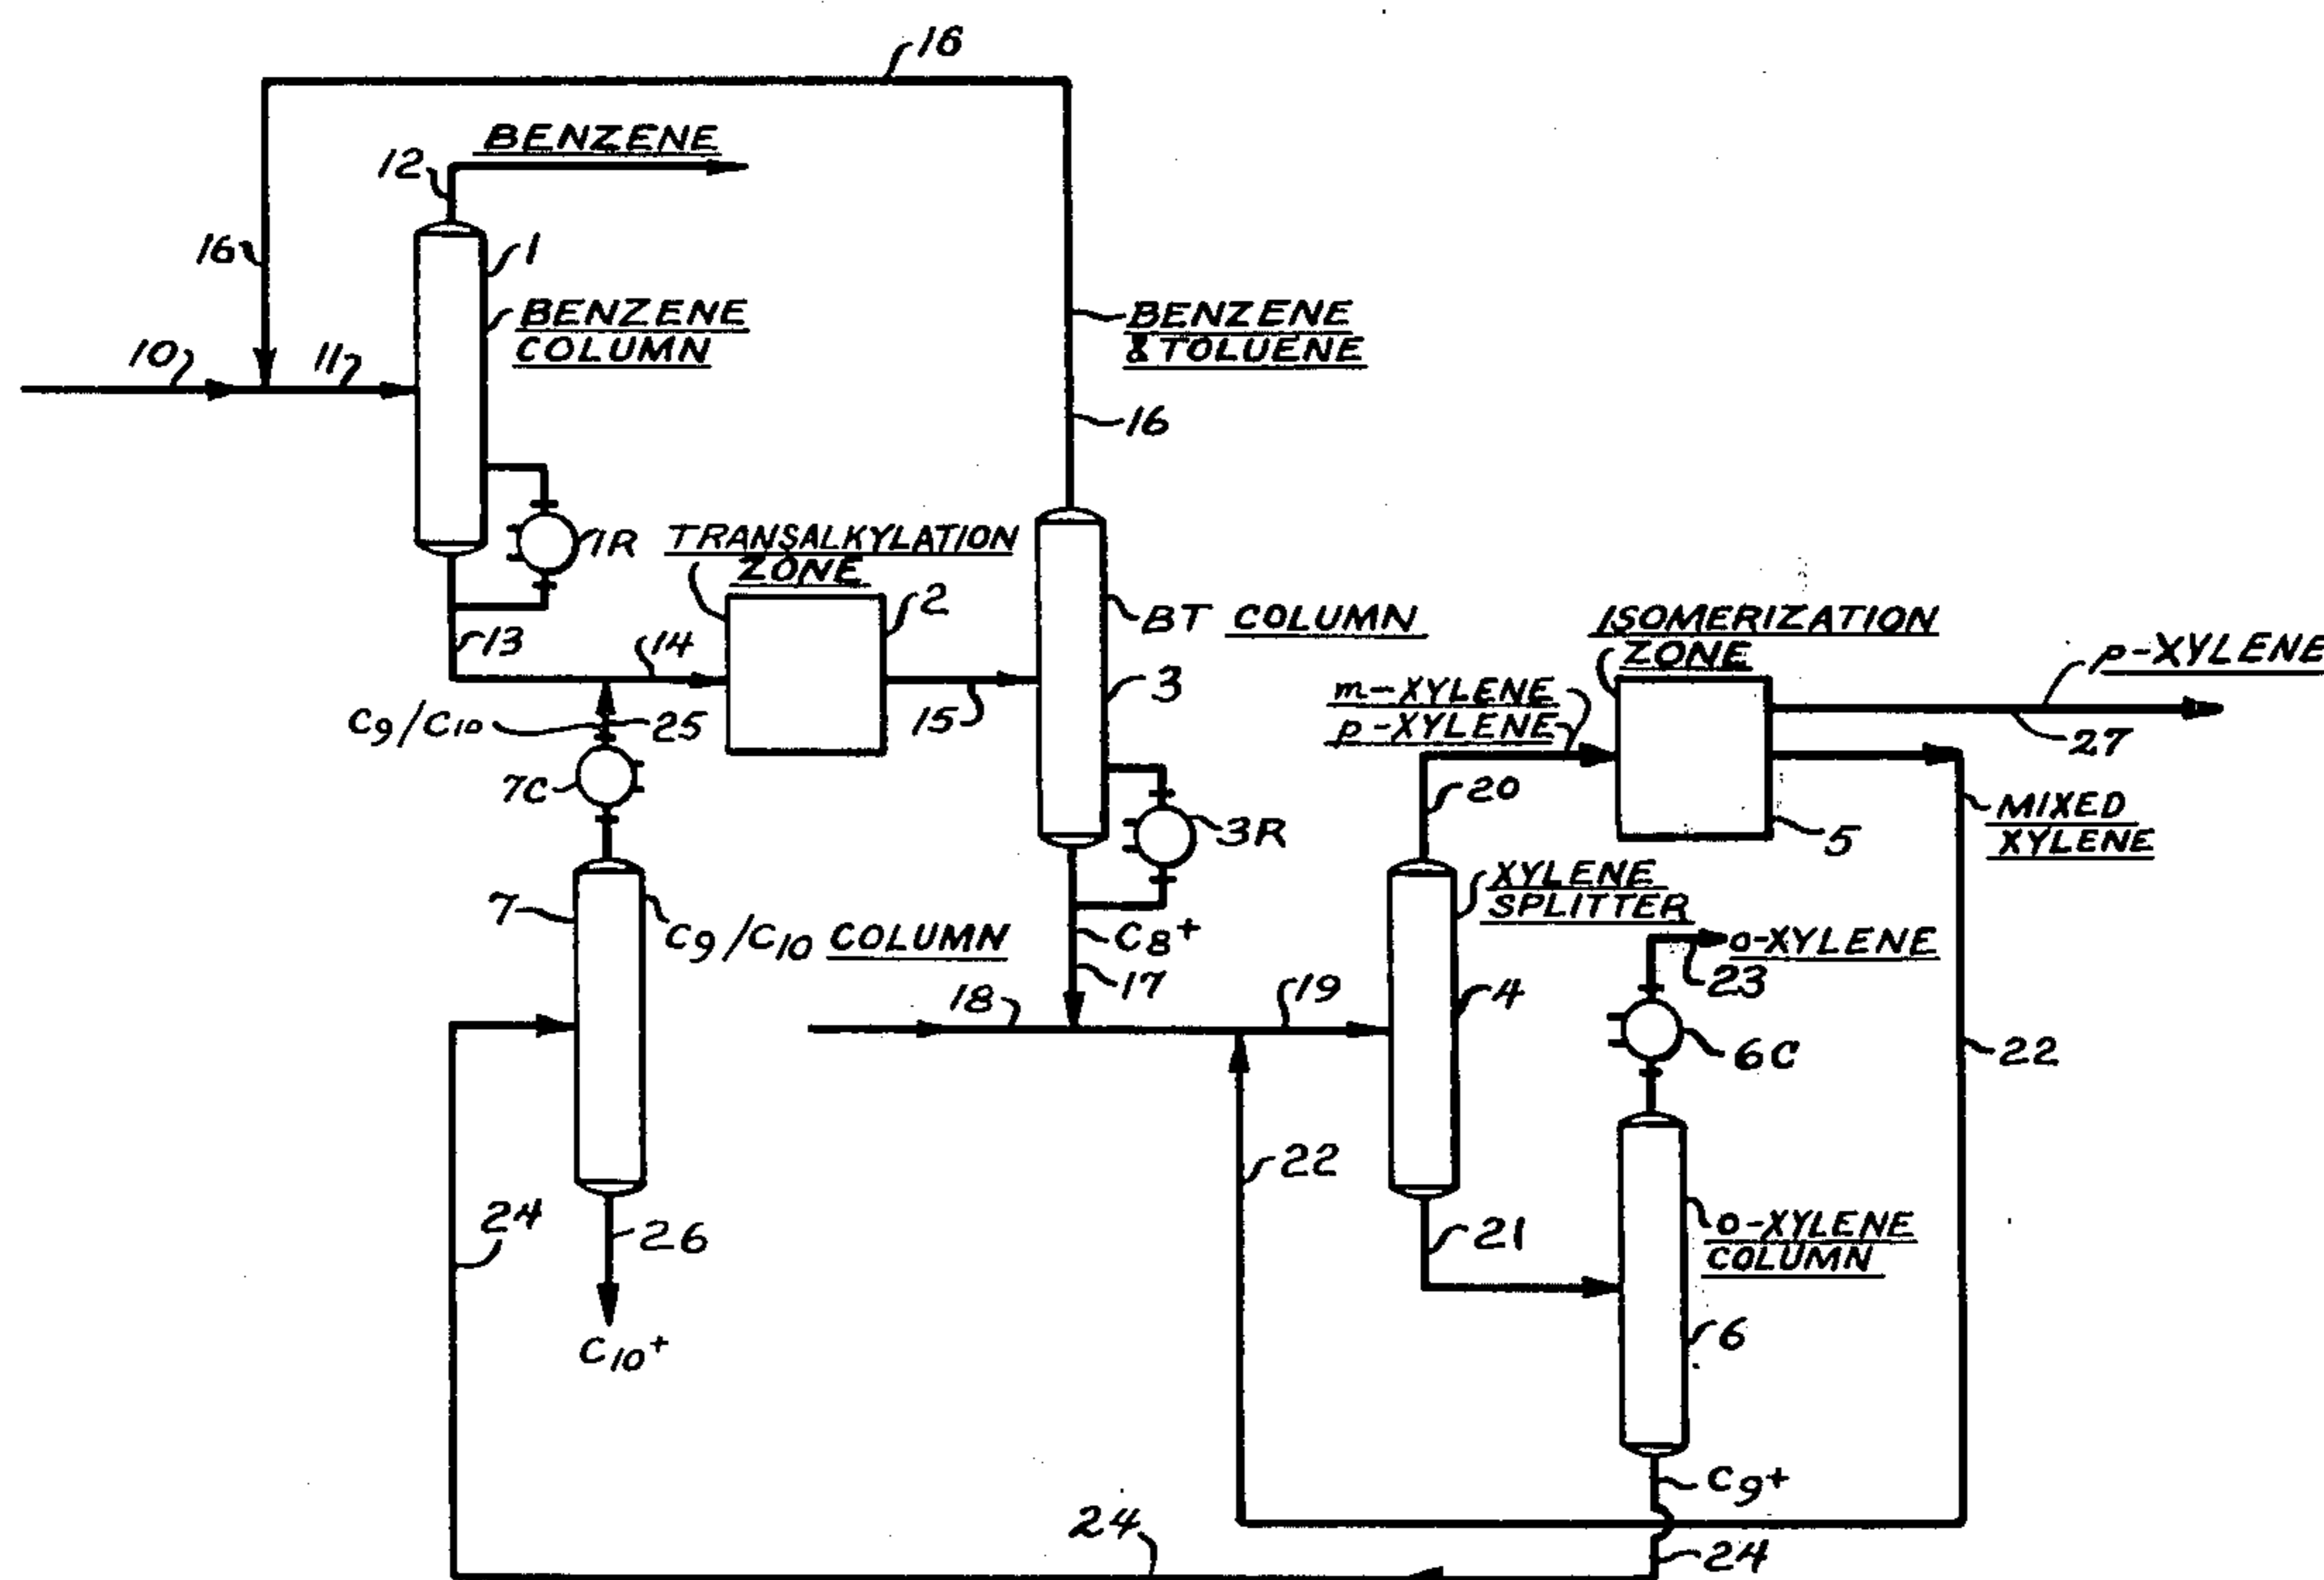 16
BENZENE
12
16
1
BENZENE
COLUMN
10
11
BENZENE
& TOLUENE
16
1R
TRANSALKYLATION
ZONE
2
13
14
BT COLUMN
3
15
C9/C10
25
7C
ISOMERIZATION
ZONE
p-XYLENE
m-XYLENE
p-XYLENE
27
20
3R
MIXED
XYLENE
5
7
C9/C10 COLUMN
C8+
17
XYLENE
SPLITTER
o-XYLENE
23
18
19
4
6C
22
22
24
26
21
o-XYLENE
COLUMN
C10+
6
C9+
24
24